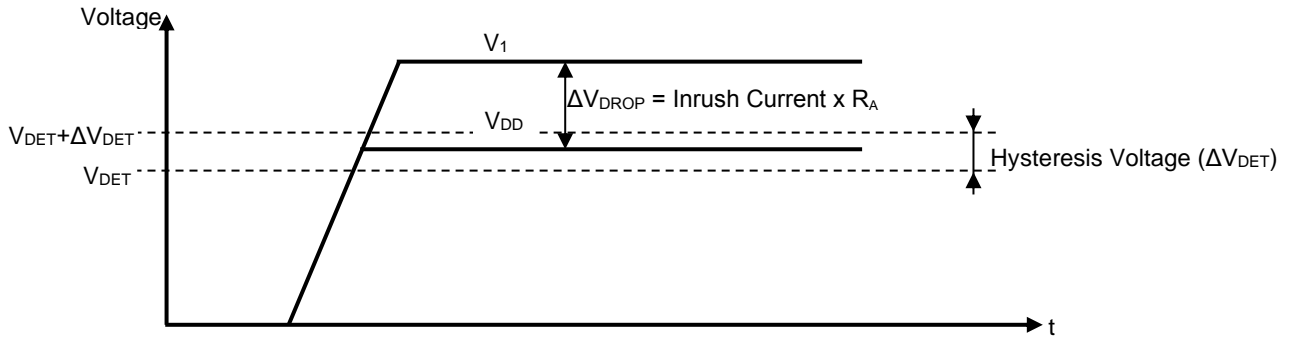 Voltage
V1
ΔVDROP = Inrush Current x RA
VDD
VDET+ΔVDET
Hysteresis Voltage (ΔVDET)
VDET
t